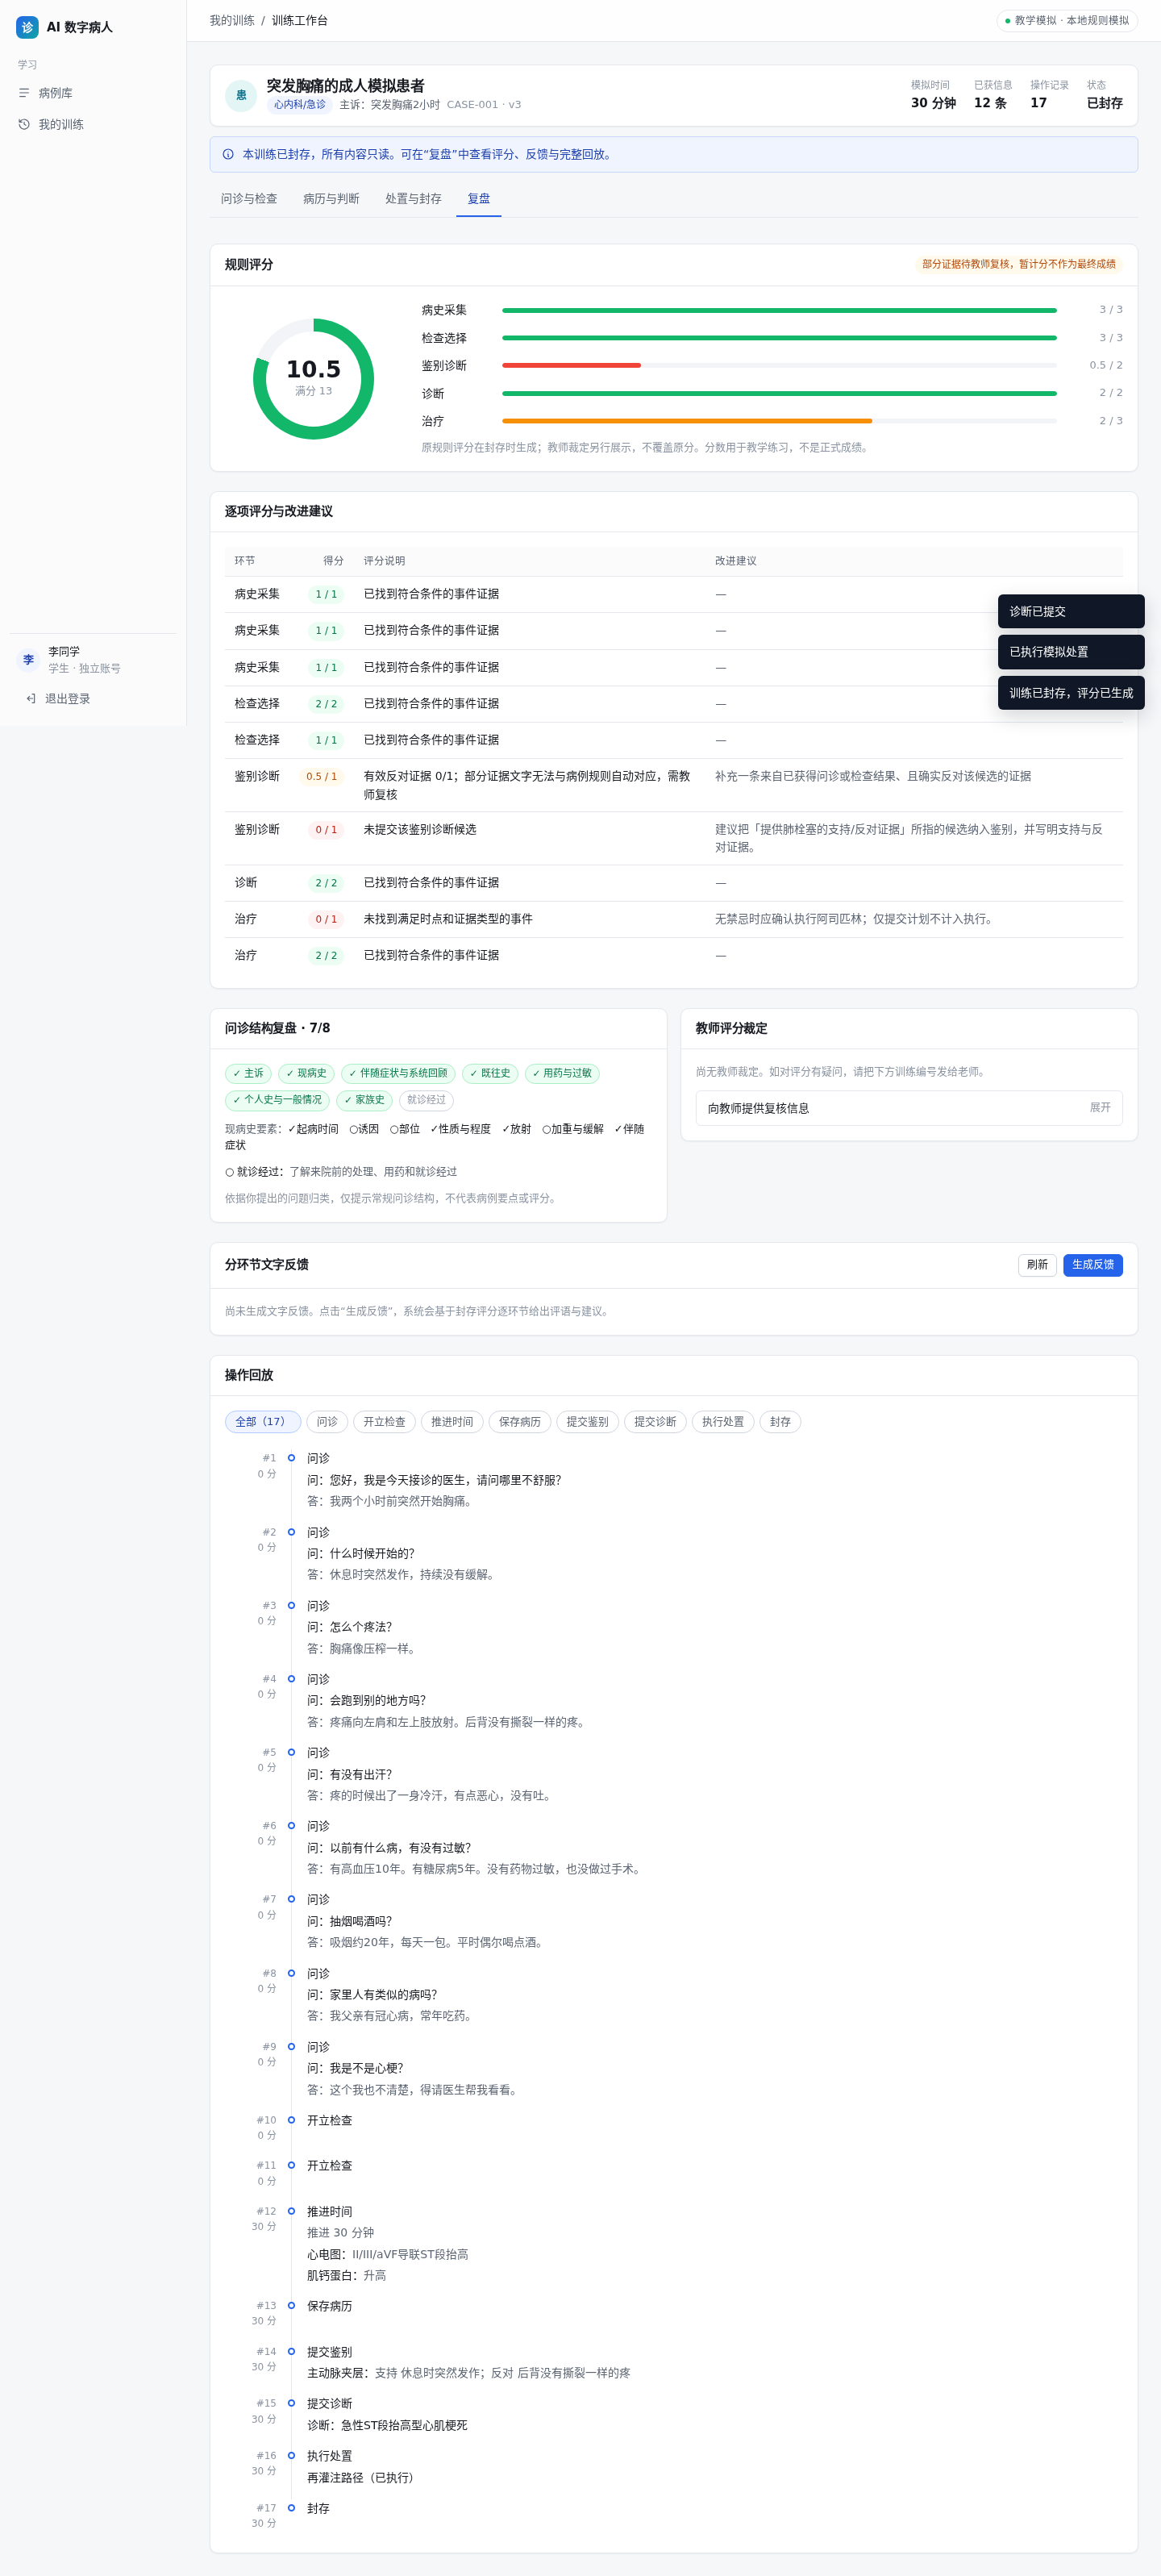 诊 AI 数字病人
学习
病例库
我的训练
李 李同学
学生 · 独立账号
退出登录
我的训练 / 训练工作台
教学模拟 · 本地规则模拟
患 突发胸痛的成人模拟患者
心内科/急诊 主诉：突发胸痛2小时 CASE-001 · v3
模拟时间 已获信息 操作记录 状态
30 分钟 12 条 17 已封存
本训练已封存，所有内容只读。可在“复盘”中查看评分、反馈与完整回放。
问诊与检查 病历与判断 处置与封存 复盘
规则评分 部分证据待教师复核，暂计分不作为最终成绩
10.5
满分 13
病史采集 3 / 3
检查选择 3 / 3
鉴别诊断 0.5 / 2
诊断 2 / 2
治疗 2 / 3
原规则评分在封存时生成；教师裁定另行展示，不覆盖原分。分数用于教学练习，不是正式成绩。
逐项评分与改进建议
环节 得分 评分说明 改进建议
病史采集 1 / 1 已找到符合条件的事件证据 —
病史采集 1 / 1 已找到符合条件的事件证据 —
病史采集 1 / 1 已找到符合条件的事件证据 —
检查选择 2 / 2 已找到符合条件的事件证据 —
检查选择 1 / 1 已找到符合条件的事件证据 —
鉴别诊断 0.5 / 1 有效反对证据 0/1；部分证据文字无法与病例规则自动对应，需教
师复核
补充一条来自已获得问诊或检查结果、且确实反对该候选的证据
鉴别诊断 0 / 1 未提交该鉴别诊断候选
建议把「提供肺栓塞的支持/反对证据」所指的候选纳入鉴别，并写明支持与反
对证据。
诊断 2 / 2 已找到符合条件的事件证据 —
治疗 0 / 1 未找到满足时点和证据类型的事件 无禁忌时应确认执行阿司匹林；仅提交计划不计入执行。
治疗 2 / 2 已找到符合条件的事件证据 —
诊断已提交
已执行模拟处置
训练已封存，评分已生成
问诊结构复盘 · 7/8
✓ 主诉 ✓ 现病史 ✓ 伴随症状与系统回顾 ✓ 既往史 ✓ 用药与过敏
✓ 个人史与一般情况 ✓ 家族史 就诊经过
现病史要素：✓起病时间 ○诱因 ○部位 ✓性质与程度 ✓放射 ○加重与缓解 ✓伴随
症状
○ 就诊经过：了解来院前的处理、用药和就诊经过
依据你提出的问题归类，仅提示常规问诊结构，不代表病例要点或评分。
教师评分裁定
尚无教师裁定。如对评分有疑问，请把下方训练编号发给老师。
向教师提供复核信息 展开
分环节文字反馈 刷新 生成反馈
尚未生成文字反馈。点击“生成反馈”，系统会基于封存评分逐环节给出评语与建议。
操作回放
全部（17） 问诊 开立检查 推进时间 保存病历 提交鉴别 提交诊断 执行处置 封存
#1 问诊
0 分 问：您好，我是今天接诊的医生，请问哪里不舒服？
答：我两个小时前突然开始胸痛。
#2 问诊
0 分 问：什么时候开始的？
答：休息时突然发作，持续没有缓解。
#3 问诊
0 分 问：怎么个疼法？
答：胸痛像压榨一样。
#4 问诊
0 分 问：会跑到别的地方吗？
答：疼痛向左肩和左上肢放射。后背没有撕裂一样的疼。
#5 问诊
0 分 问：有没有出汗？
答：疼的时候出了一身冷汗，有点恶心，没有吐。
#6 问诊
0 分 问：以前有什么病，有没有过敏？
答：有高血压10年。有糖尿病5年。没有药物过敏，也没做过手术。
#7 问诊
0 分 问：抽烟喝酒吗？
答：吸烟约20年，每天一包。平时偶尔喝点酒。
#8 问诊
0 分 问：家里人有类似的病吗？
答：我父亲有冠心病，常年吃药。
#9 问诊
0 分 问：我是不是心梗？
答：这个我也不清楚，得请医生帮我看看。
#10 开立检查
0 分
#11 开立检查
0 分
#12 推进时间
30 分 推进 30 分钟
心电图：II/III/aVF导联ST段抬高
肌钙蛋白：升高
#13 保存病历
30 分
#14 提交鉴别
30 分 主动脉夹层：支持 休息时突然发作；反对 后背没有撕裂一样的疼
#15 提交诊断
30 分 诊断：急性ST段抬高型心肌梗死
#16 执行处置
30 分 再灌注路径（已执行）
#17 封存
30 分